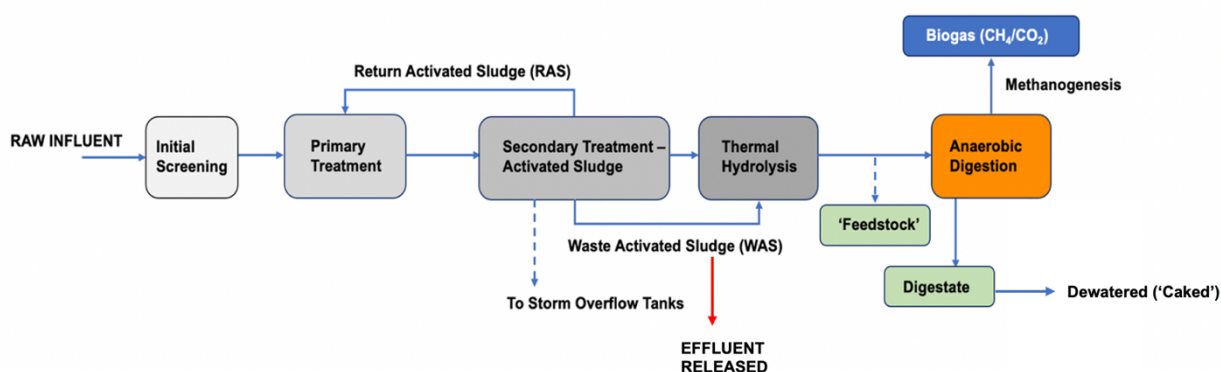 Biogas (CH₄/CO₂)
Return Activated Sludge (RAS)
Methanogenesis
RAW INFLUENT
Initial
Screening
Primary
Treatment
Secondary Treatment –
Activated Sludge
Thermal
Hydrolysis
Anaerobic
Digestion
‘Feedstock’
Waste Activated Sludge (WAS)
Digestate
Dewatered (‘Caked’)
To Storm Overflow Tanks
EFFLUENT
RELEASED